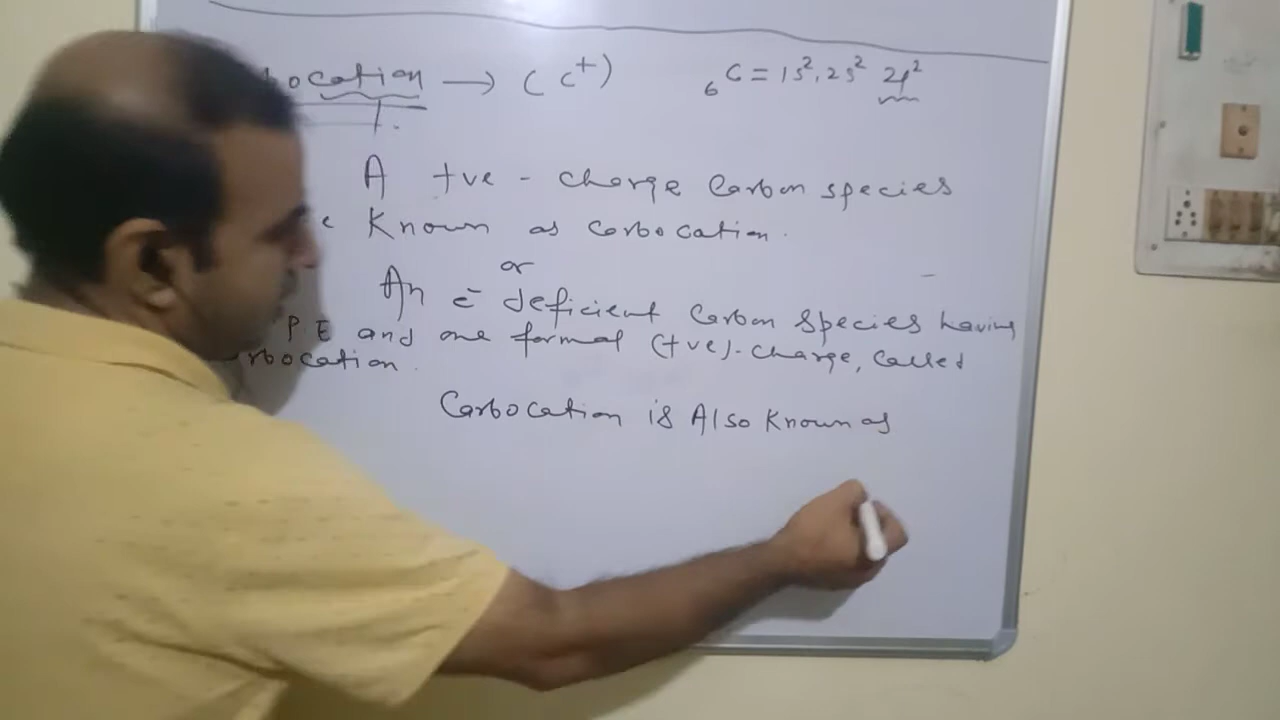 ocation → (C⁺) ₆C = 1s², 2s² 2p²
A +ve - charge Carbon species
Known as Carbocation.
or
An ē deficient Carbon species having
P.E and one formal (+ve)-charge, Called
rbocation.
Carbocation is Also Known as